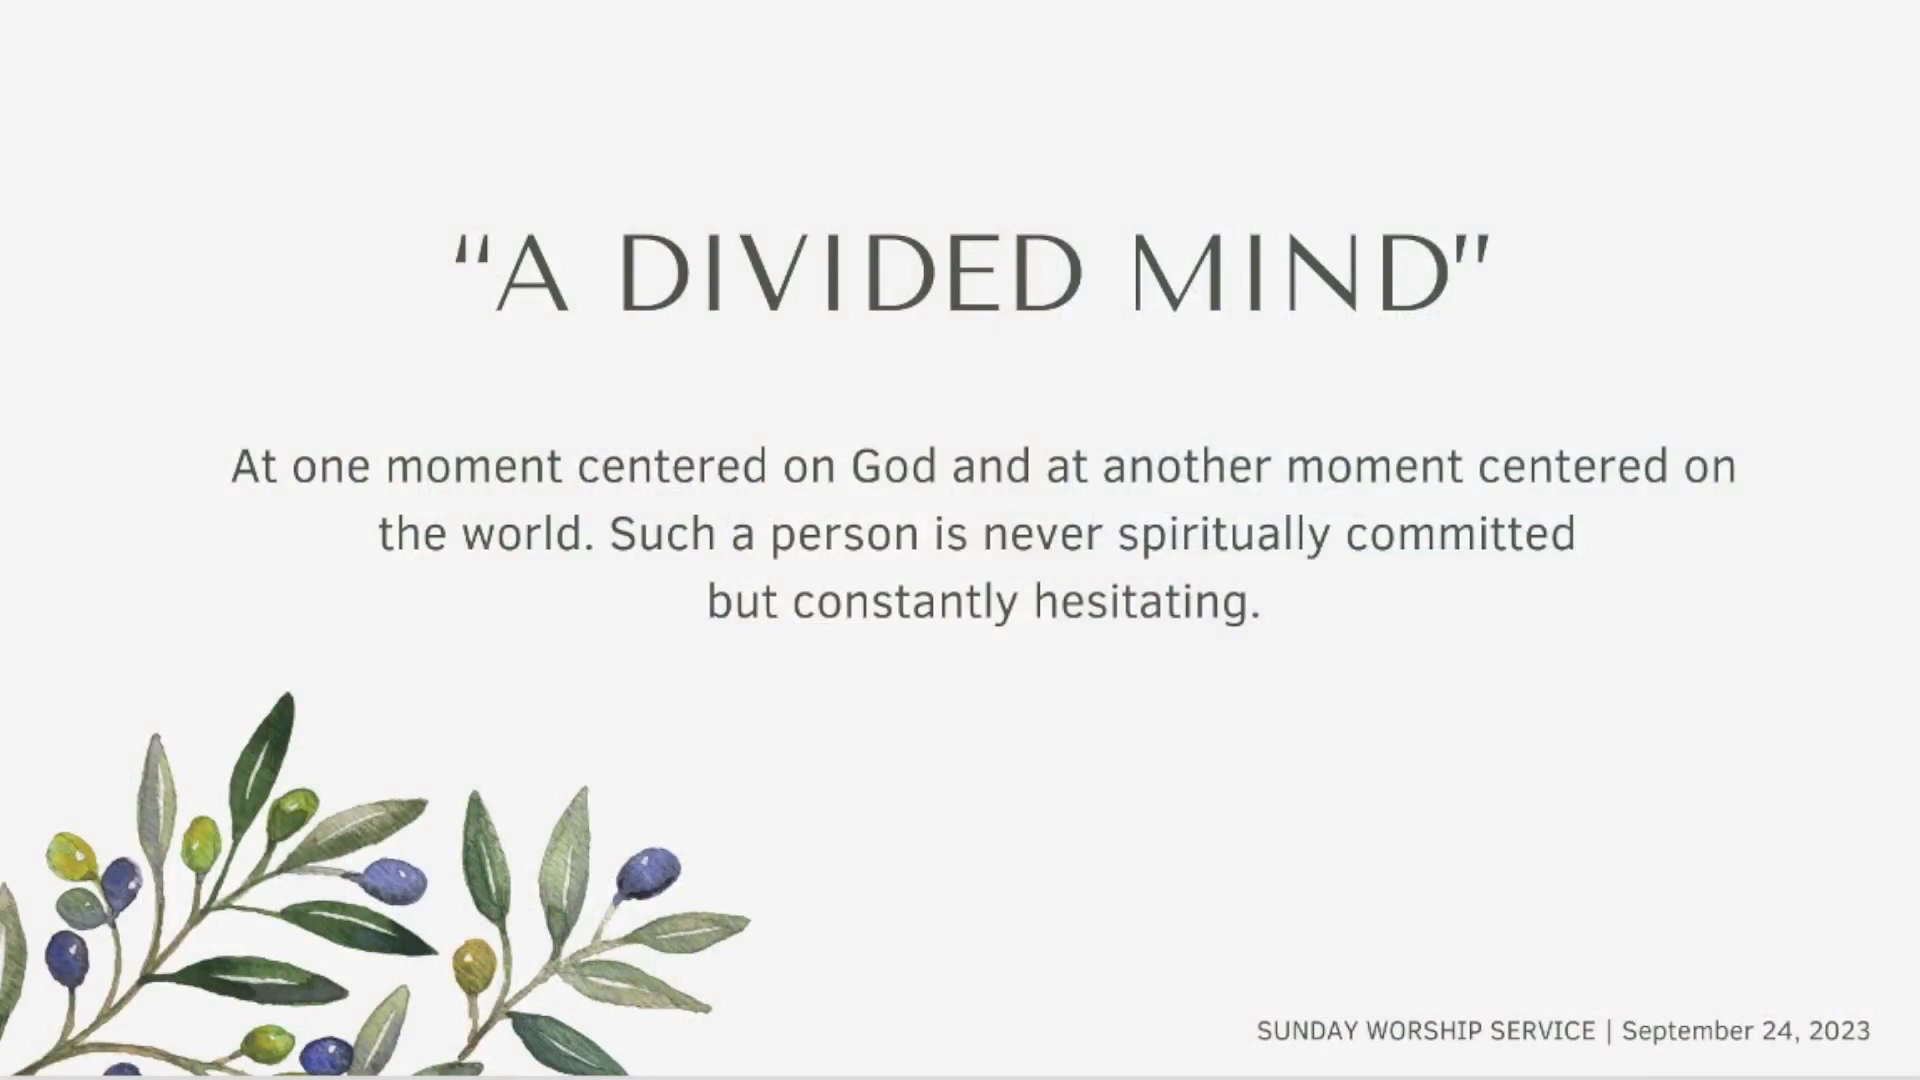 “A DIVIDED MIND”
At one moment centered on God and at another moment centered on
the world. Such a person is never spiritually committed
but constantly hesitating.
SUNDAY WORSHIP SERVICE | September 24, 2023